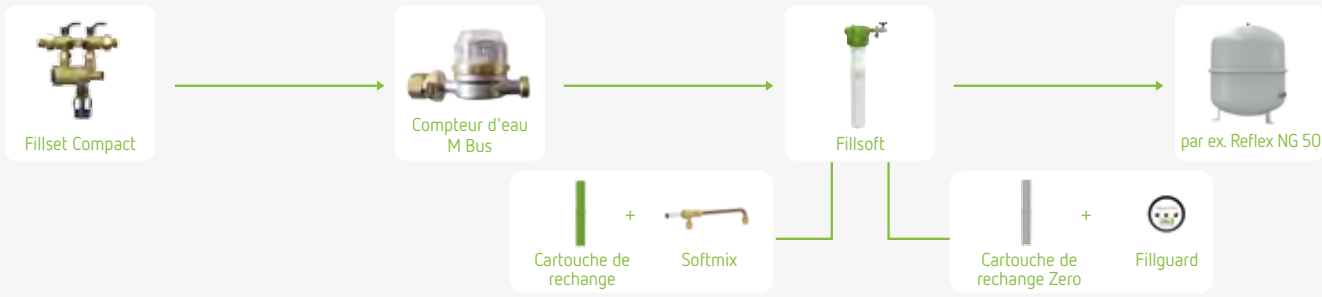 Fillset Compact
Compteur d'eau
M Bus
Fillsoft
par ex. Reflex NG 50
Cartouche de
rechange
+
Softmix
Cartouche de
rechange Zero
+
Fillguard